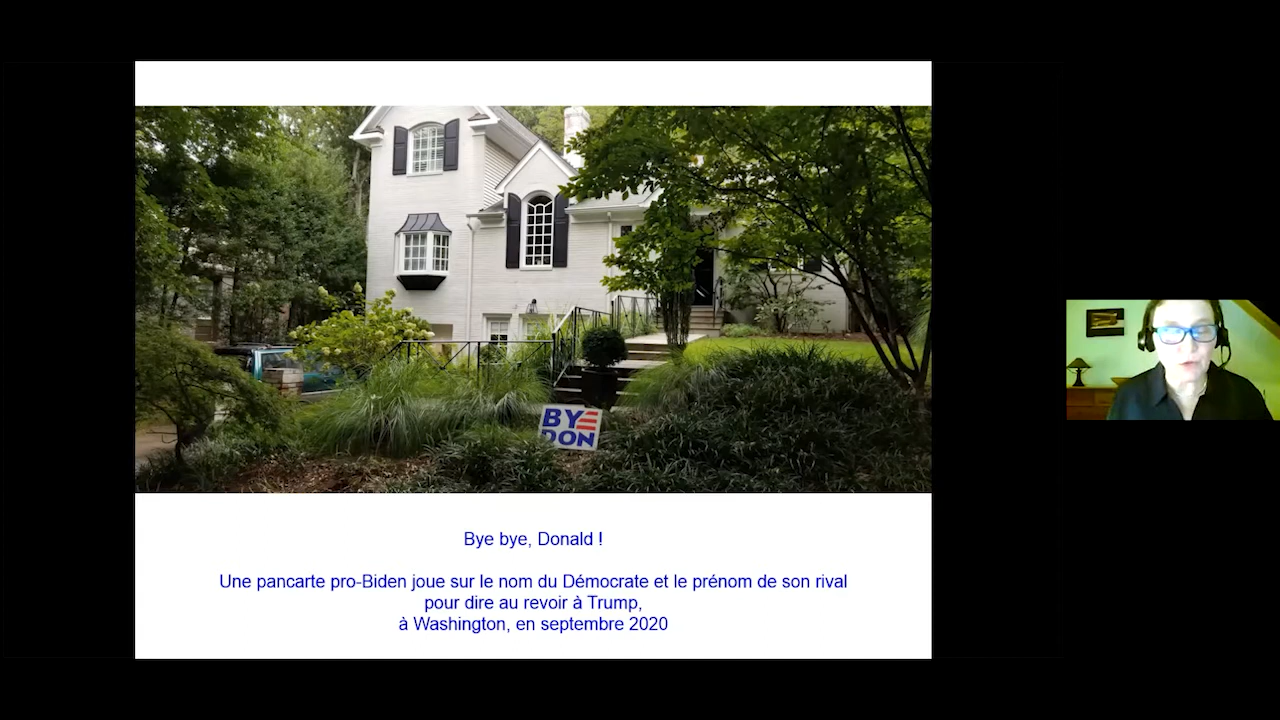 BYE
DON
Bye bye, Donald !
Une pancarte pro-Biden joue sur le nom du Démocrate et le prénom de son rival
pour dire au revoir à Trump,
à Washington, en septembre 2020